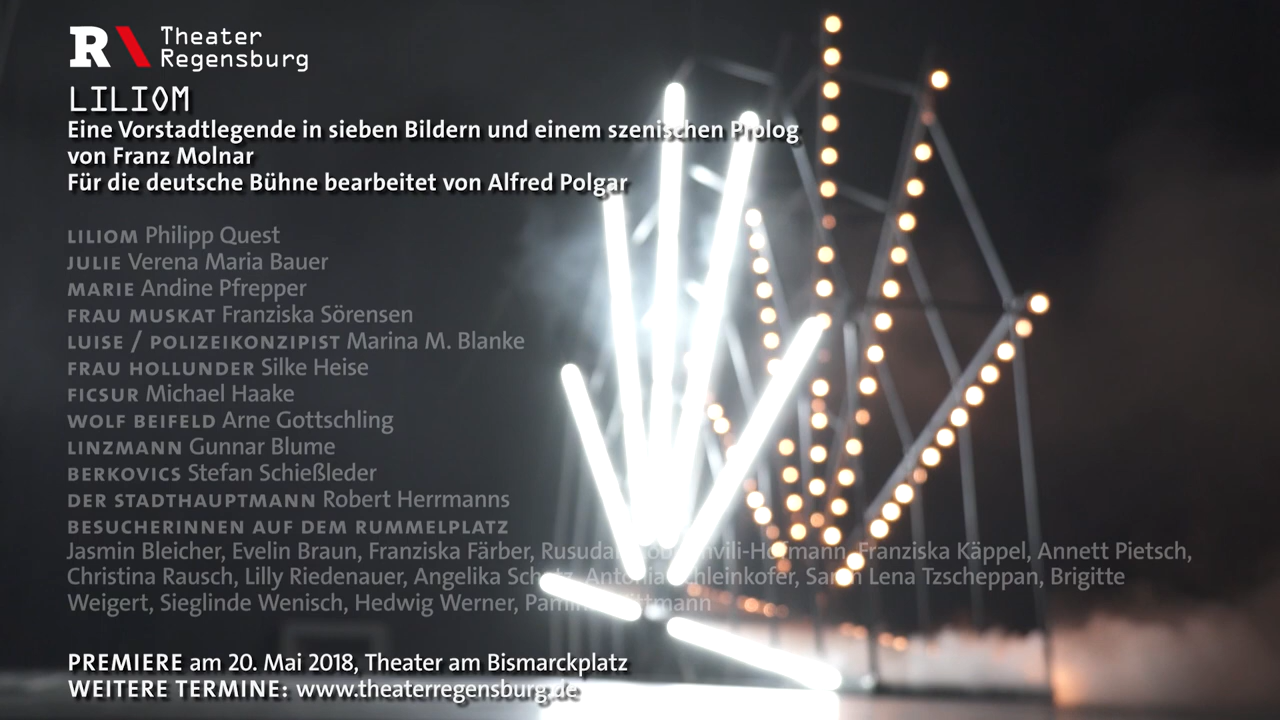 R\ Theater
Regensburg
LILIOM
Eine Vorstadtlegende in sieben Bildern und einem szenischen Prolog
von Franz Molnar
Für die deutsche Bühne bearbeitet von Alfred Polgar
LILIOM Philipp Quest
JULIE Verena Maria Bauer
MARIE Andine Pfrepper
FRAU MUSKAT Franziska Sörensen
LUISE / POLIZEIKONZIPIST Marina M. Blanke
FRAU HOLLUNDER Silke Heise
FICSUR Michael Haake
WOLF BEIFELD Arne Gottschling
LINZMANN Gunnar Blume
BERKOVICS Stefan Schießleder
DER STADTHAUPTMANN Robert Herrmanns
BESUCHERINNEN AUF DEM RUMMELPLATZ
Jasmin Bleicher, Evelin Braun, Franziska Färber, Franziska Käppel, Annett Pietsch,
Christina Rausch, Lilly Riedenauer, Angelika Antonia Schleinkofer, Sarah Lena Tzscheppan, Brigitte
Weigert, Sieglinde Wenisch, Hedwig Werner,
PREMIERE am 20. Mai 2018, Theater am Bismarckplatz
WEITERE TERMINE: www.theaterregensburg.de